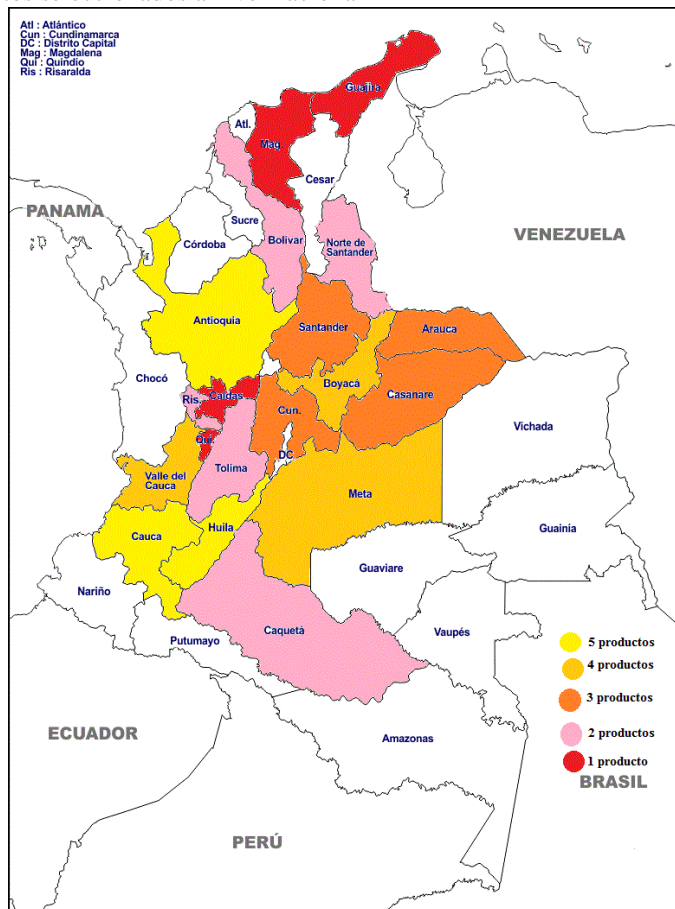 Atl : Atlántico
Cun : Cundinamarca
DC : Distrito Capital
Mag : Magdalena
Qui : Quindío
Ris : Risaralda
Guajira
Atl.
Mag.
Cesar
PANAMA
Sucre
Bolívar
Norte de
Santander
VENEZUELA
Córdoba
Antioquia
Santander
Arauca
Chocó
Boyacá
Caldas
Casanare
Ris.
Cun.
Qui.
DC
Vichada
Tolima
Valle del
Cauca
Meta
Huila
Cauca
Guainía
Guaviare
Nariño
Caquetá
Vaupés
Putumayo
5 productos
4 productos
3 productos
2 productos
1 producto
ECUADOR
Amazonas
BRASIL
PERÚ